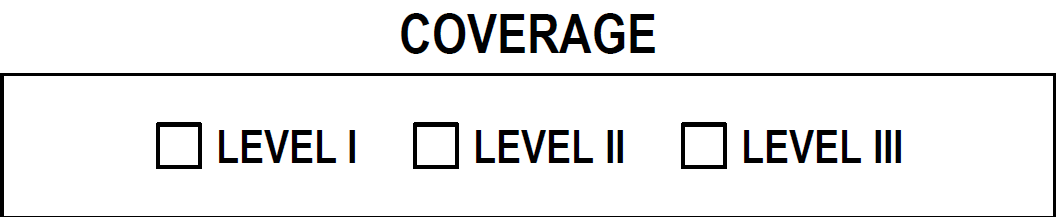 COVERAGE
☐ LEVEL I ☐ LEVEL II ☐ LEVEL III